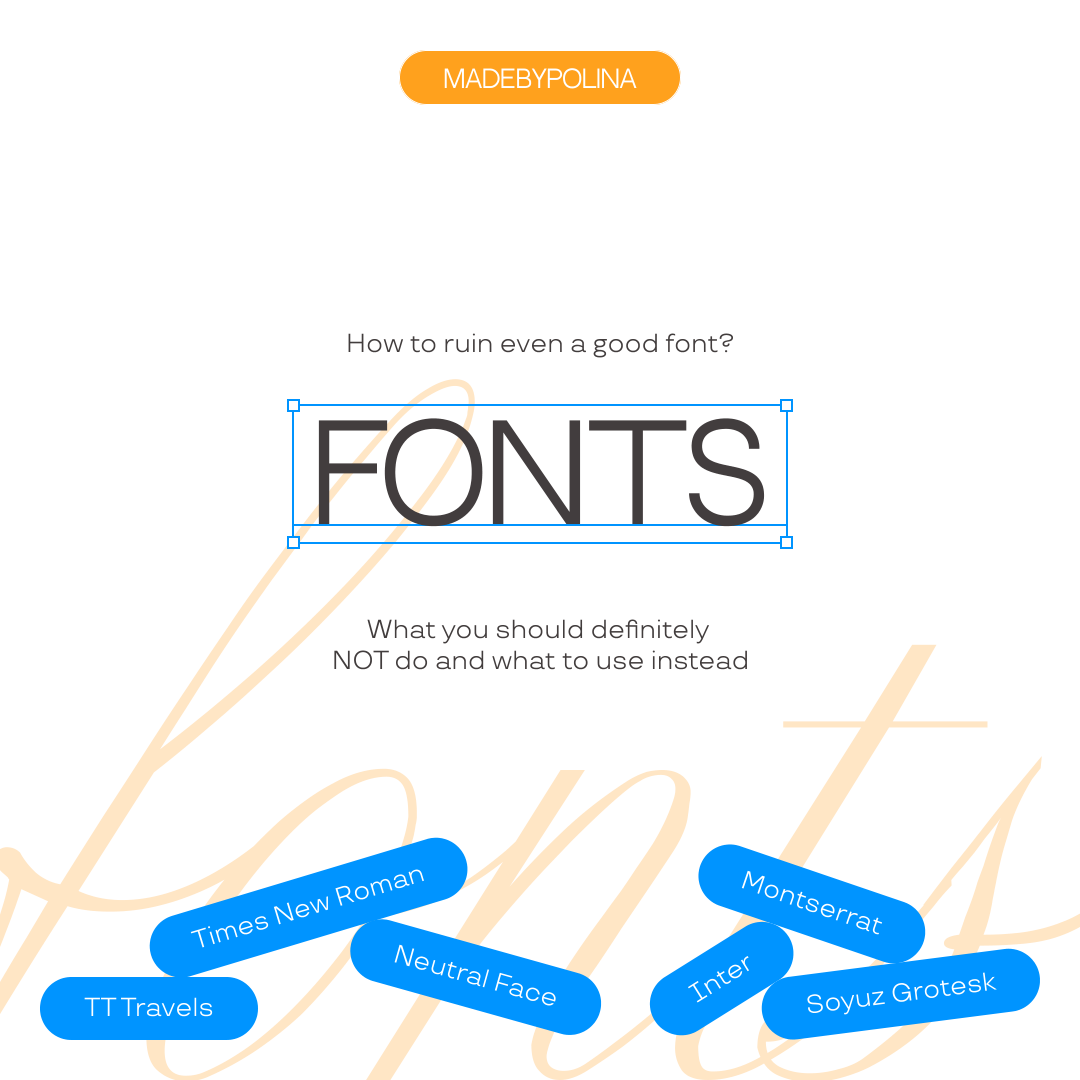 MADEBYPOLINA
How to ruin even a good font?
FONTS
What you should definitely
NOT do and what to use instead
fonts
Times New Roman
Montserrat
Neutral Face
Inter
TT Travels
Soyuz Grotesk